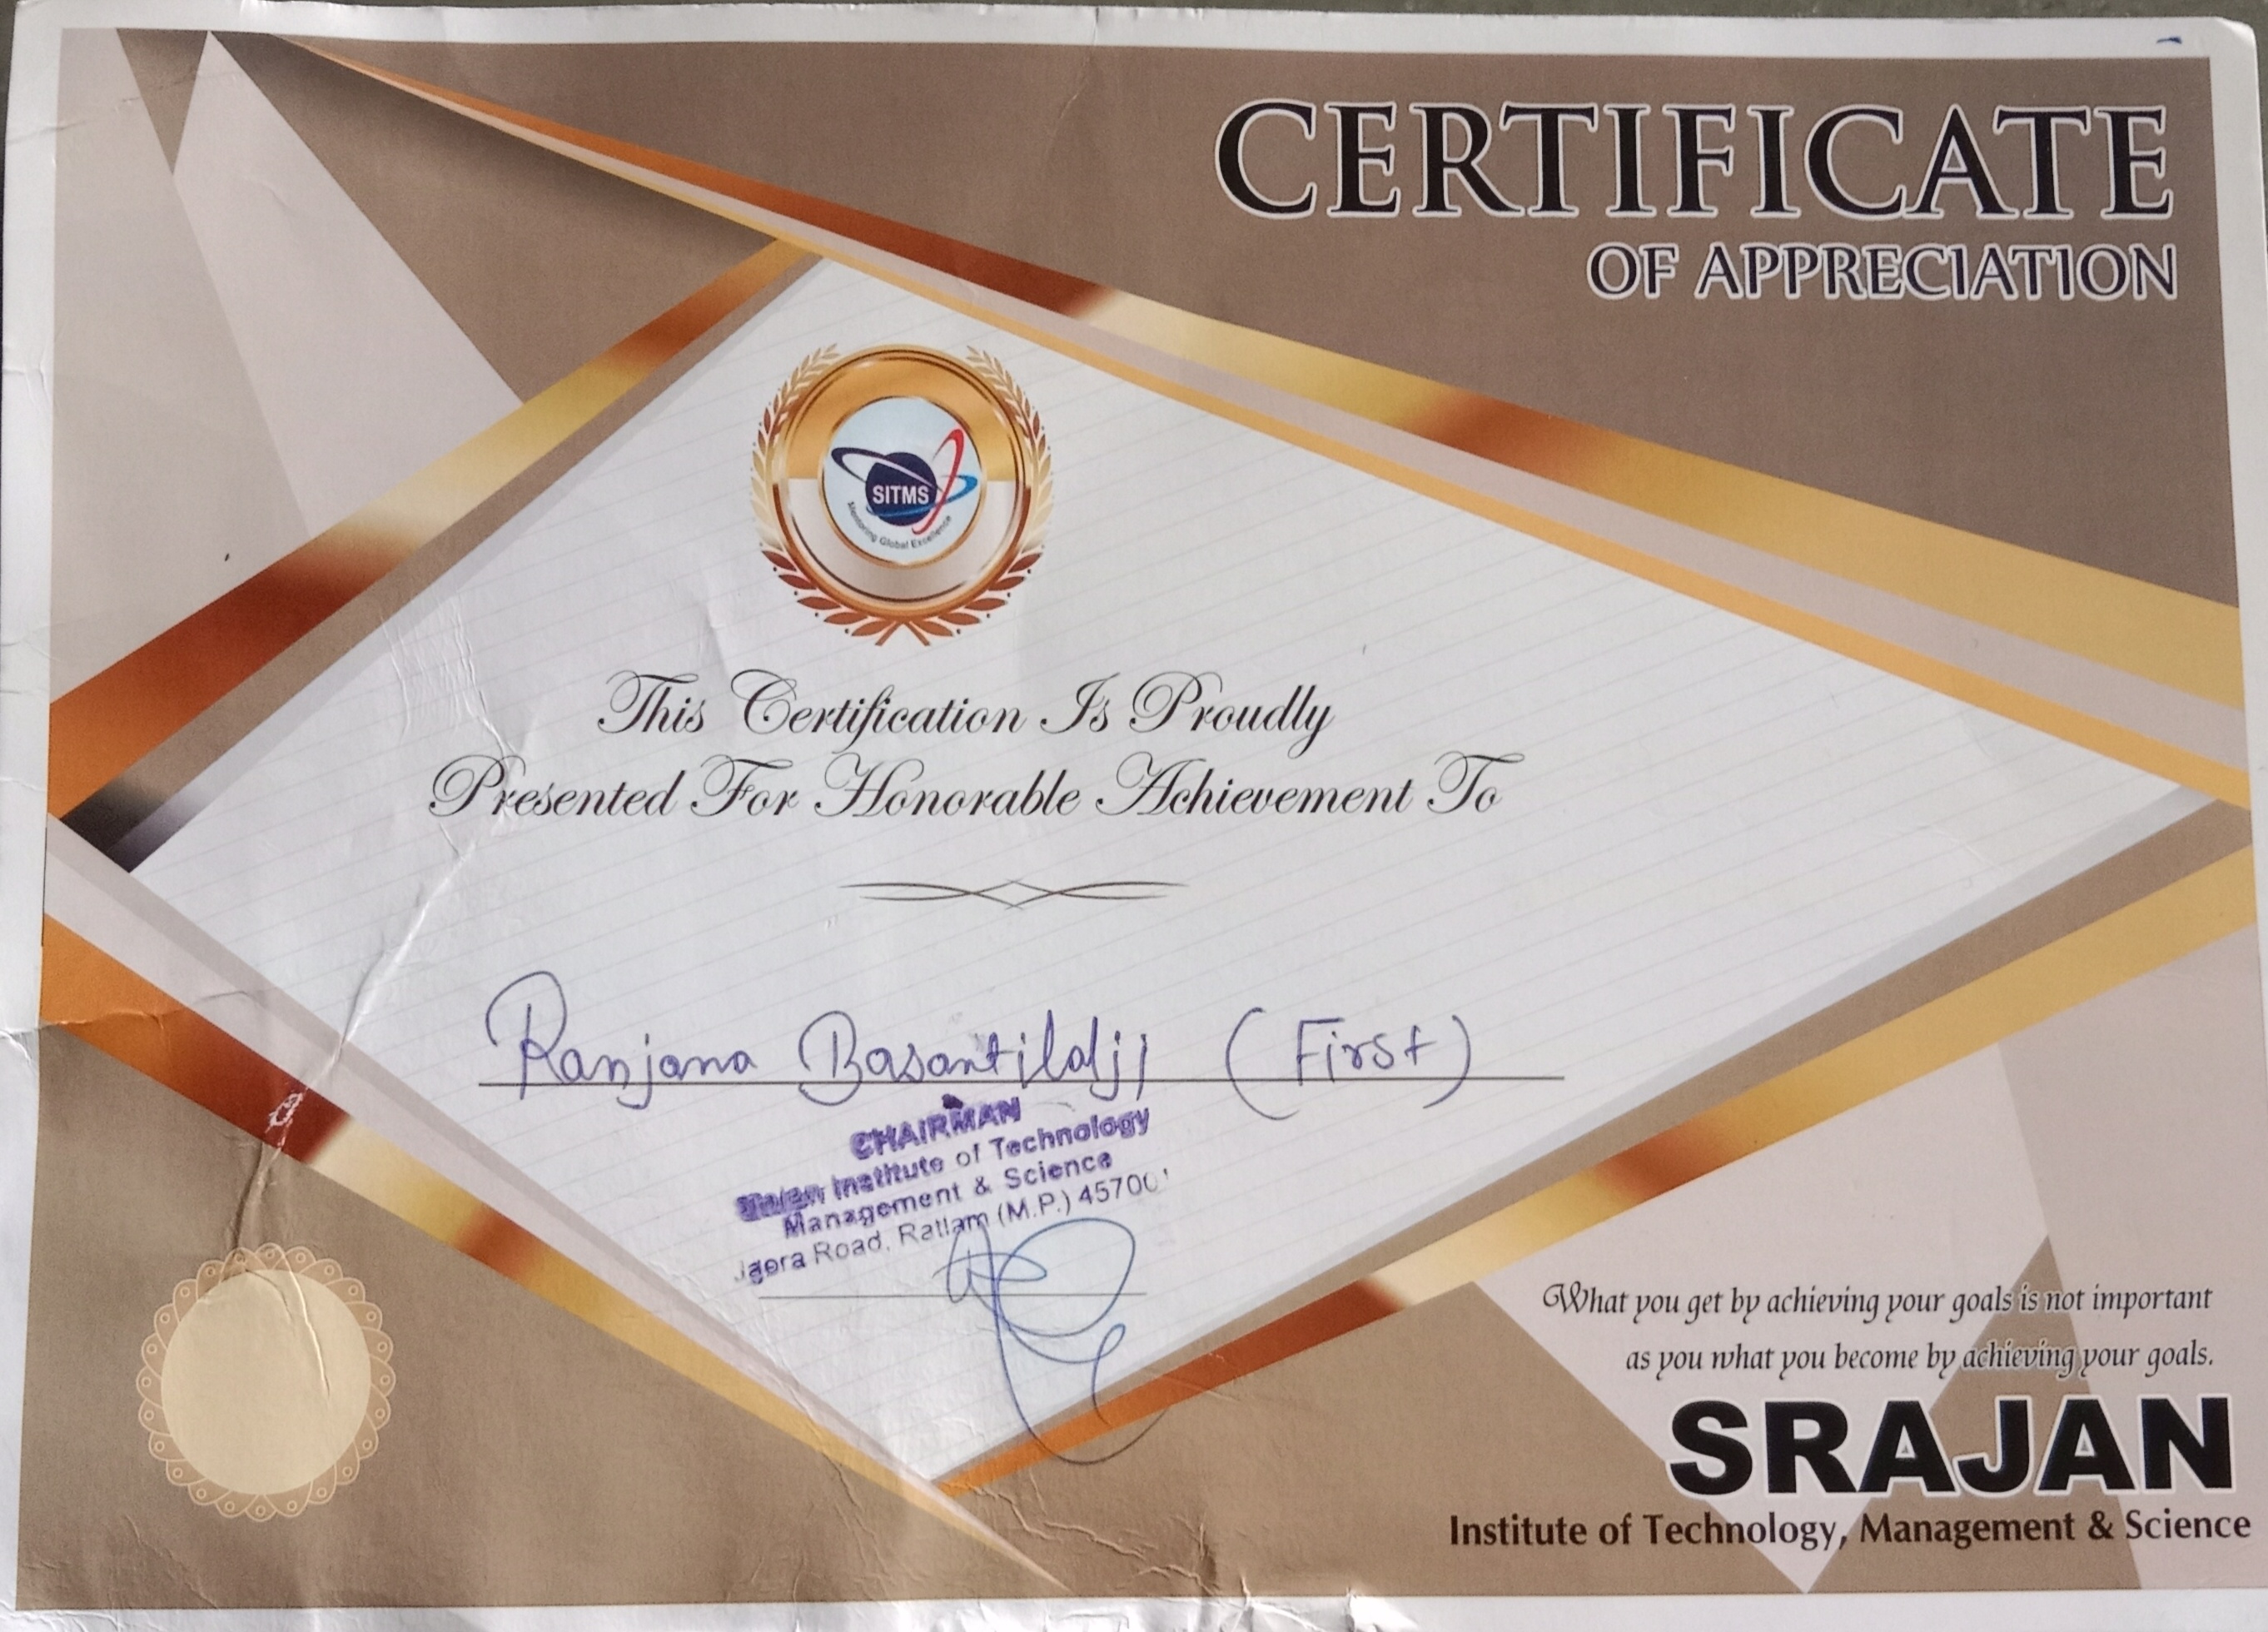 CERTIFICATE
OF APPRECIATION
SITMS
Mentoring Global Excellence
This Certification Is Proudly
Presented For Honorable Achievement To
Ranjana Basantilalji (First)
CHAIRMAN
Institute of Technology
Management & Science
Road, Ratlam (M.P.) 457001
What you get by achieving your goals is not important
as you what you become by achieving your goals.
SRAJAN
Institute of Technology, Management & Science